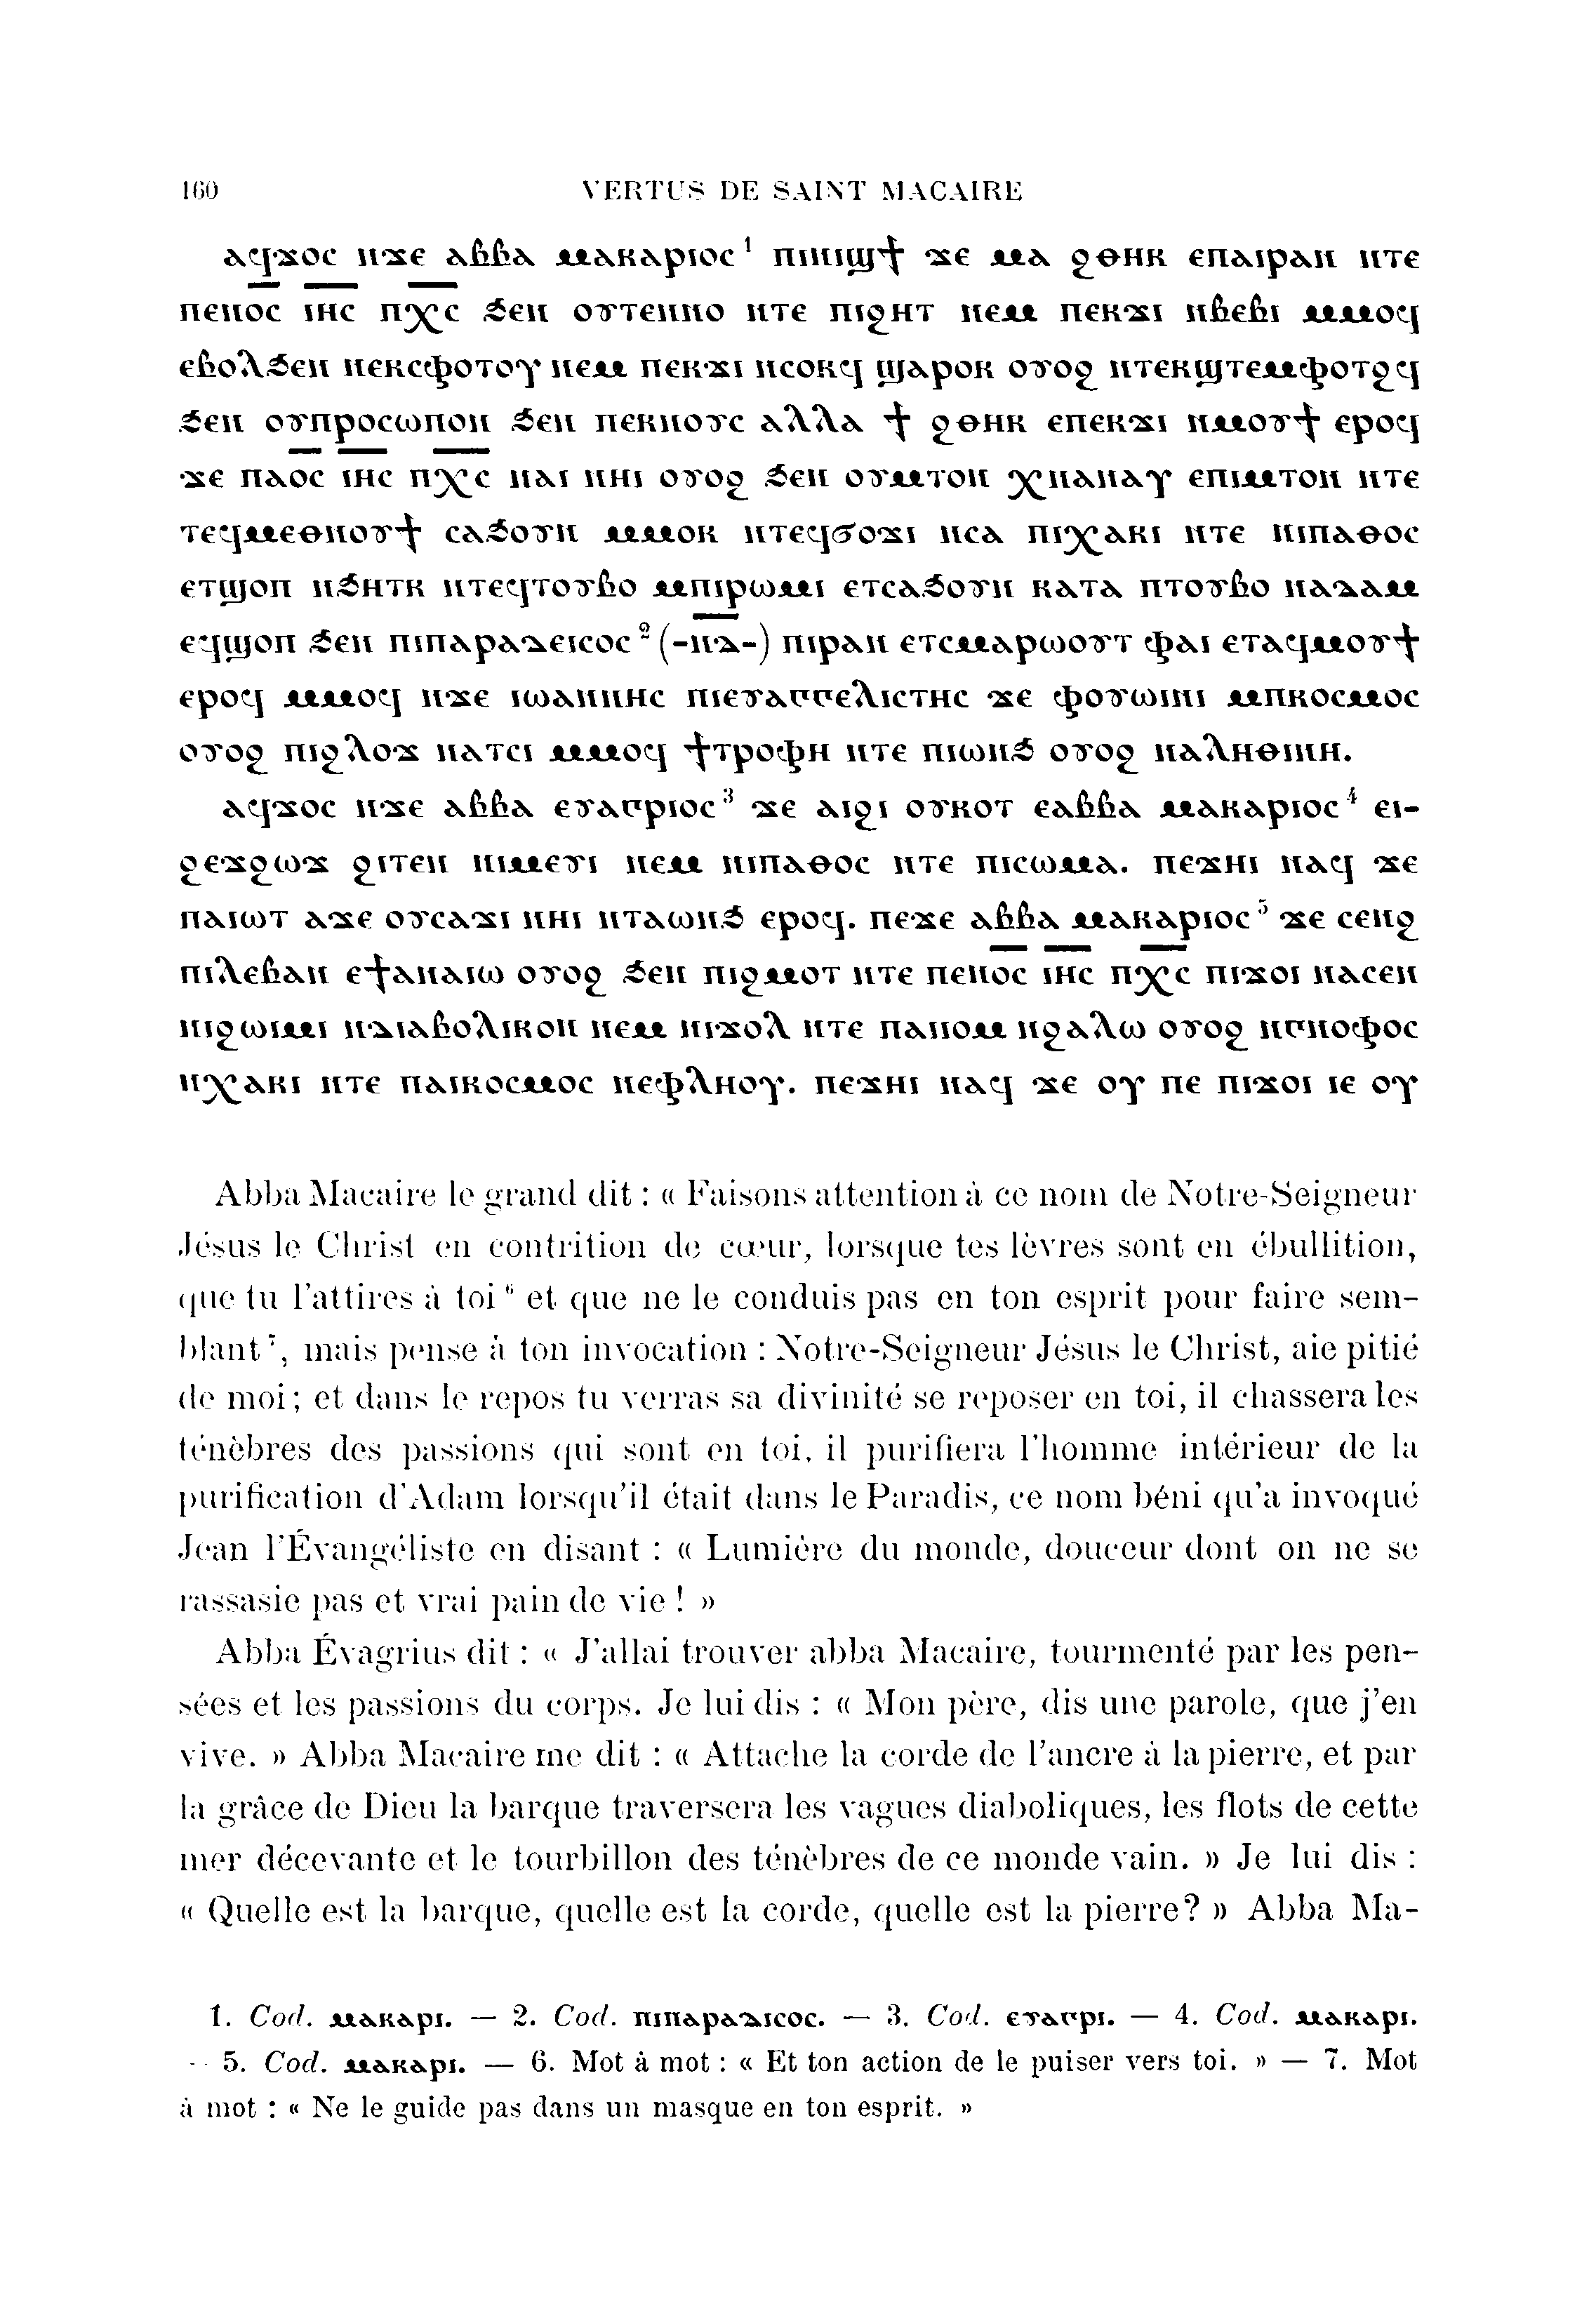 160 VERTUS DE SAINT MACAIRE
ⲁϥϫⲟⲥ ⲛϫⲉ ⲁⲃⲃⲁ ⲙⲁⲕⲁⲣⲓⲟⲥ¹ ⲡⲓⲛⲓϣϯ ϫⲉ ⲙⲁ ϩⲑⲏⲕ ⲉⲡⲁⲓⲣⲁⲛ ⲛⲧⲉ
ⲡⲉⲛⲟ̅ⲥ̅ ⲓ̅ⲏ̅ⲥ̅ ⲡ̅ⲭ̅ⲥ̅ ϧⲉⲛ ⲟⲩⲧⲉⲛⲛⲟ ⲛⲧⲉ ⲡⲓϩⲏⲧ ⲛⲉⲙ ⲡⲉⲕϫⲓ ⲛⲃⲉⲃⲓ ⲙⲙⲟϥ
ⲉⲃⲟⲗϧⲉⲛ ⲛⲉⲕⲥⲫⲟⲧⲟⲩ ⲛⲉⲙ ⲡⲉⲕϫⲓ ⲛⲥⲟⲕϥ ϣⲁⲣⲟⲕ ⲟⲩⲟϩ ⲛⲧⲉⲕϣⲧⲉⲙⲫⲟⲧϩϥ
ϧⲉⲛ ⲟⲩⲡⲣⲟⲥⲱⲡⲟⲛ ϧⲉⲛ ⲡⲉⲕⲛⲟⲩⲥ ⲁⲗⲗⲁ ϯ ϩⲑⲏⲕ ⲉⲡⲉⲕϫⲓ ⲛⲙⲟⲩϯ ⲉⲣⲟϥ
ϫⲉ ⲡⲁⲟ̅ⲥ̅ ⲓ̅ⲏ̅ⲥ̅ ⲡ̅ⲭ̅ⲥ̅ ⲛⲁⲓ ⲛⲏⲓ ⲟⲩⲟϩ ϧⲉⲛ ⲟⲩⲙⲧⲟⲛ ⲭⲛⲁⲛⲁⲩ ⲉⲡⲓⲙⲧⲟⲛ ⲛⲧⲉ
ⲧⲉϥⲙⲉⲑⲛⲟⲩϯ ⲥⲁϧⲟⲩⲛ ⲙⲙⲟⲕ ⲛⲧⲉϥϭⲟϫⲓ ⲛⲥⲁ ⲡⲓⲭⲁⲕⲓ ⲛⲧⲉ ⲛⲓⲡⲁⲑⲟⲥ
ⲉⲧϣⲟⲡ ⲛϧⲏⲧⲕ ⲛⲧⲉϥⲧⲟⲩⲃⲟ ⲙⲡⲓⲣⲱⲙⲓ ⲉⲧⲥⲁϧⲟⲩⲛ ⲕⲁⲧⲁ ⲡⲧⲟⲩⲃⲟ ⲛⲁⲇⲁⲙ
ⲉϥϣⲟⲡ ϧⲉⲛ ⲡⲓⲡⲁⲣⲁⲇⲉⲓⲥⲟⲥ² (-ⲛ̅ⲇ̅-) ⲡⲓⲣⲁⲛ ⲉⲧⲥⲙⲁⲣⲱⲟⲩⲧ ⲫⲁⲓ ⲉⲧⲁϥⲙⲟⲩϯ
ⲉⲣⲟϥ ⲙⲙⲟϥ ⲛϫⲉ ⲓⲱⲁⲛⲛⲏⲥ ⲡⲓⲉⲩⲁⲅⲅⲉⲗⲓⲥⲧⲏⲥ ϫⲉ ⲫⲟⲩⲱⲓⲛⲓ ⲙⲡⲕⲟⲥⲙⲟⲥ
ⲟⲩⲟϩ ⲡⲓϩⲗⲟϫ ⲛⲁⲧⲥⲓ ⲙⲙⲟϥ ϯⲧⲣⲟⲫⲏ ⲛⲧⲉ ⲡⲓⲱⲛϧ ⲟⲩⲟϩ ⲛⲁⲗⲏⲑⲓⲛⲏ.
ⲁϥϫⲟⲥ ⲛϫⲉ ⲁⲃⲃⲁ ⲉⲩⲁⲅⲣⲓⲟⲥ³ ϫⲉ ⲁⲓϩⲓ ⲟⲩⲕⲟⲧ ⲉⲁⲃⲃⲁ ⲙⲁⲕⲁⲣⲓⲟⲥ⁴ ⲉⲓ-
ϩⲉϫϩⲱϫ ϩⲓⲧⲉⲛ ⲛⲓⲙⲉⲩⲓ ⲛⲉⲙ ⲛⲓⲡⲁⲑⲟⲥ ⲛⲧⲉ ⲡⲓⲥⲱⲙⲁ. ⲡⲉϫⲏⲓ ⲛⲁϥ ϫⲉ
ⲡⲁⲓⲱⲧ ⲁϫⲉ ⲟⲩⲥⲁϫⲓ ⲛⲏⲓ ⲛⲧⲁⲱⲛϧ ⲉⲣⲟϥ. ⲡⲉϫⲉ ⲁⲃⲃⲁ ⲙⲁⲕⲁⲣⲓⲟⲥ⁵ ϫⲉ ⲥⲉⲛϩ
ⲡⲓⲗⲉⲃⲁⲛ ⲉϯⲁⲛⲁⲓⲱ ⲟⲩⲟϩ ϧⲉⲛ ⲡⲓϩⲙⲟⲧ ⲛⲧⲉ ⲡⲉⲛⲟ̅ⲥ̅ ⲓ̅ⲏ̅ⲥ̅ ⲡ̅ⲭ̅ⲥ̅ ⲡⲓϫⲟⲓ ⲛⲁⲥⲉⲛ
ⲛⲓϩⲱⲓⲙⲓ ⲛⲇⲓⲁⲃⲟⲗⲓⲕⲟⲛ ⲛⲉⲙ ⲛⲓϫⲟⲗ ⲛⲧⲉ ⲡⲁⲓⲓⲟⲙ ⲛϩⲁⲗⲱ ⲟⲩⲟϩ ⲛⲅⲛⲟⲫⲟⲥ
ⲛⲭⲁⲕⲓ ⲛⲧⲉ ⲡⲁⲓⲕⲟⲥⲙⲟⲥ ⲛⲉⲫⲗⲏⲟⲩ. ⲡⲉϫⲏⲓ ⲛⲁϥ ϫⲉ ⲟⲩ ⲡⲉ ⲡⲓϫⲟⲓ ⲓⲉ ⲟⲩ
Abba Macaire le grand dit : « Faisons attention à ce nom de Notre-Seigneur
Jésus le Christ en contrition de cœur, lorsque tes lèvres sont en ébullition,
que tu l'attires à toi⁶ et que ne le conduis pas en ton esprit pour faire sem-
blant⁷, mais pense à ton invocation : Notre-Seigneur Jésus le Christ, aie pitié
de moi ; et dans le repos tu verras sa divinité se reposer en toi, il chassera les
ténèbres des passions qui sont en toi, il purifiera l'homme intérieur de la
purification d'Adam lorsqu'il était dans le Paradis, ce nom béni qu'a invoqué
Jean l'Évangéliste en disant : « Lumière du monde, douceur dont on ne se
rassasie pas et vrai pain de vie ! »
Abba Évagrius dit : « J'allai trouver abba Macaire, tourmenté par les pen-
sées et les passions du corps. Je lui dis : « Mon père, dis une parole, que j'en
vive. » Abba Macaire me dit : « Attache la corde de l'ancre à la pierre, et par
la grâce de Dieu la barque traversera les vagues diaboliques, les flots de cette
mer décevante et le tourbillon des ténèbres de ce monde vain. » Je lui dis :
« Quelle est la barque, quelle est la corde, quelle est la pierre? » Abba Ma-
1. Cod. ⲙⲁⲕⲁⲣⲓ. — 2. Cod. ⲡⲓⲡⲁⲣⲁⲇⲓⲥⲟⲥ. — 3. Cod. ⲉⲩⲁⲅⲣⲓ. — 4. Cod. ⲙⲁⲕⲁⲣⲓ.
— 5. Cod. ⲙⲁⲕⲁⲣⲓ. — 6. Mot à mot : « Et ton action de le puiser vers toi. » — 7. Mot
à mot : « Ne le guide pas dans un masque en ton esprit. »